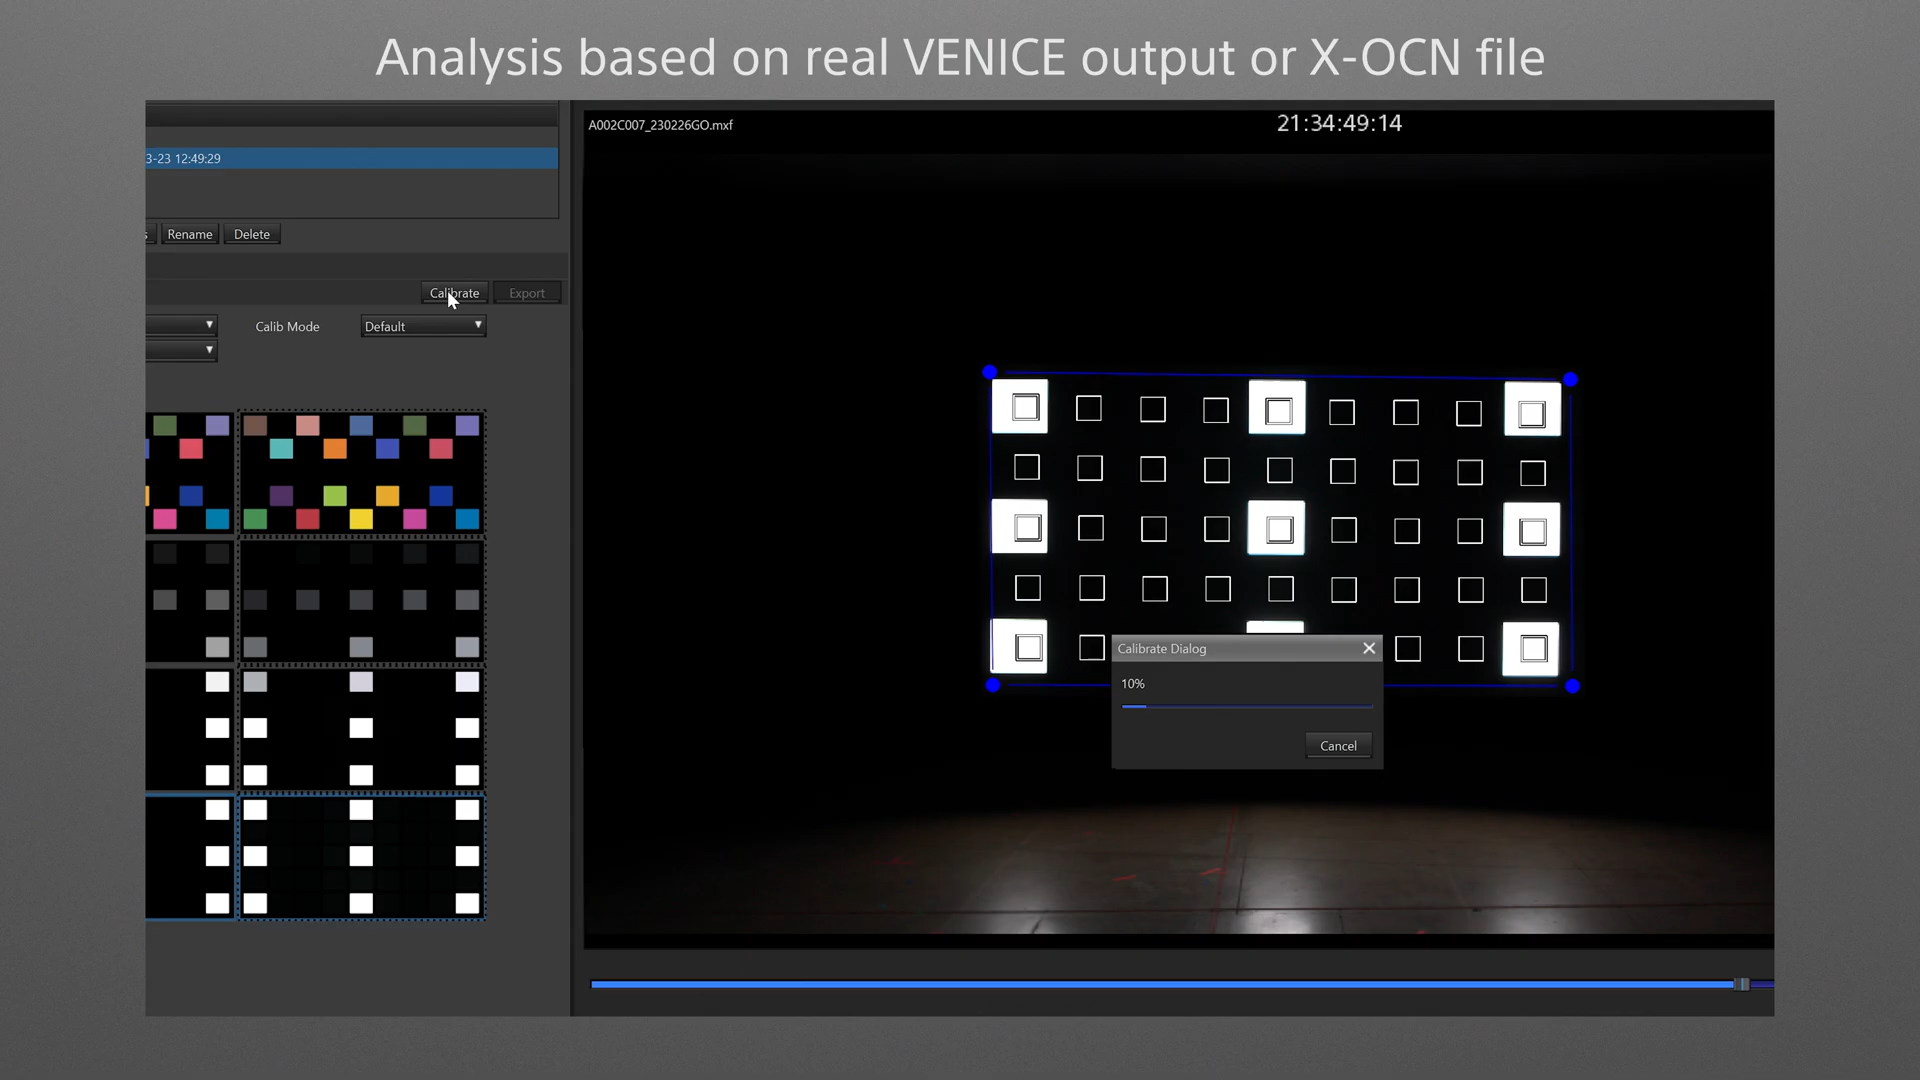 Analysis based on real VENICE output or X-OCN file
A002C007_230226GO.mxf
21:34:49:14
3-23 12:49:29
s
Rename
Delete
Calibrate
Export
Calib Mode
Default
Calibrate Dialog
10%
Cancel